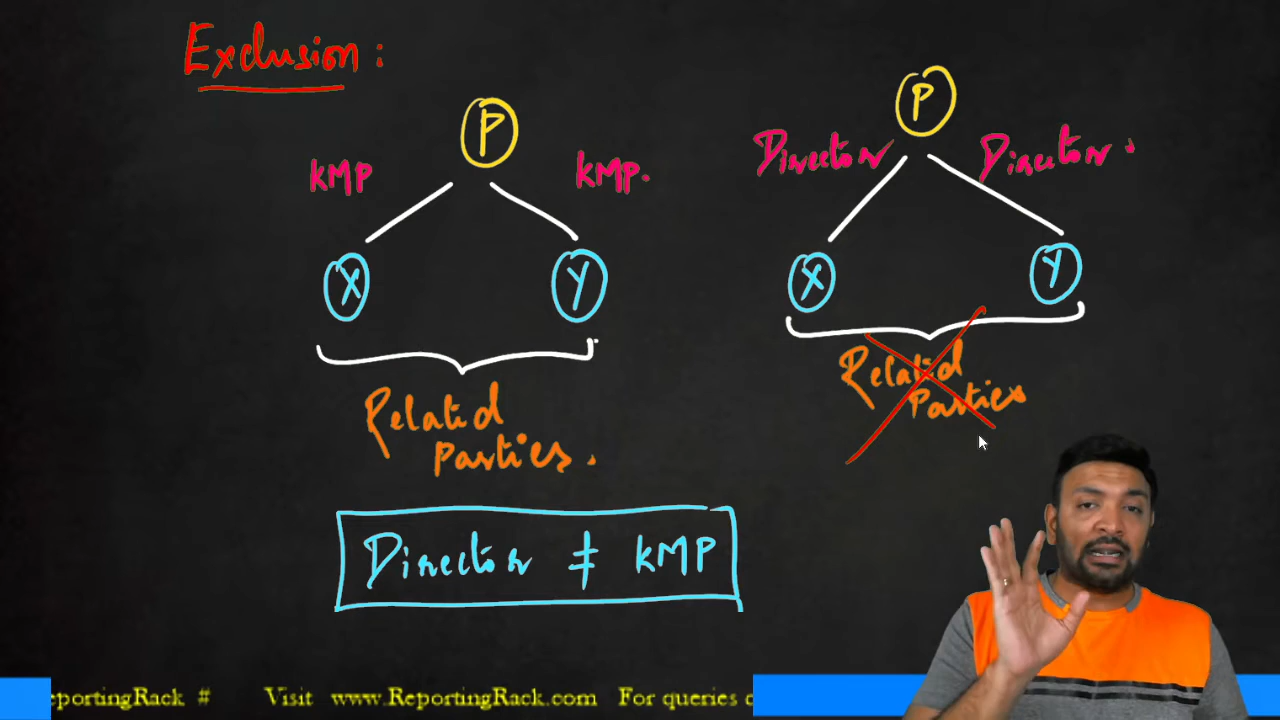 Exclusion :
P
P
KMP
KMP.
Director
Director.
X
Y
X
Y
Related
Parties.
Related
Parties
Director ≠ KMP
eportingRack # Visit www.ReportingRack.com For queries